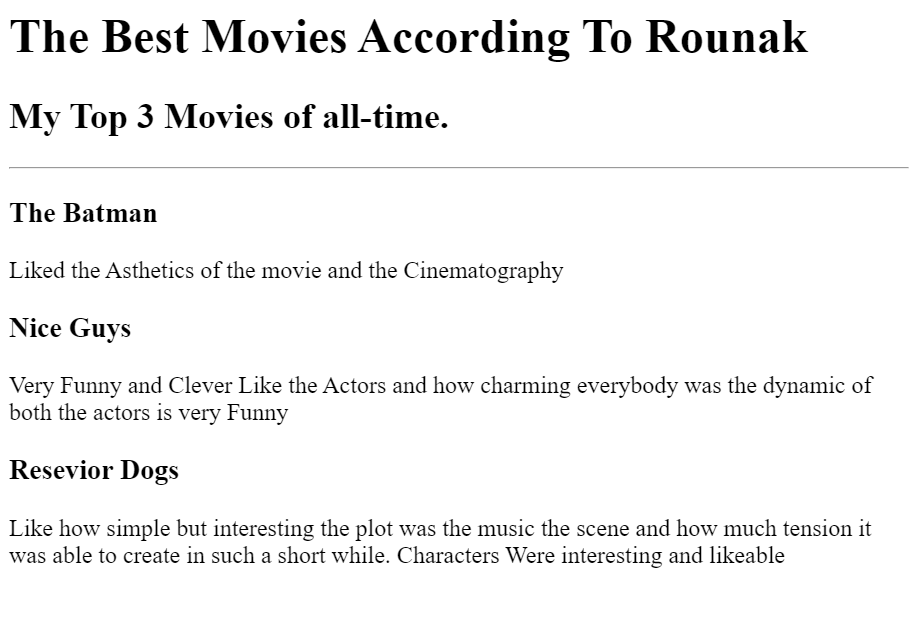 The Best Movies According To Rounak
My Top 3 Movies of all-time.
The Batman
Liked the Asthetics of the movie and the Cinematography
Nice Guys
Very Funny and Clever Like the Actors and how charming everybody was the dynamic of
both the actors is very Funny
Resevior Dogs
Like how simple but interesting the plot was the music the scene and how much tension it
was able to create in such a short while. Characters Were interesting and likeable